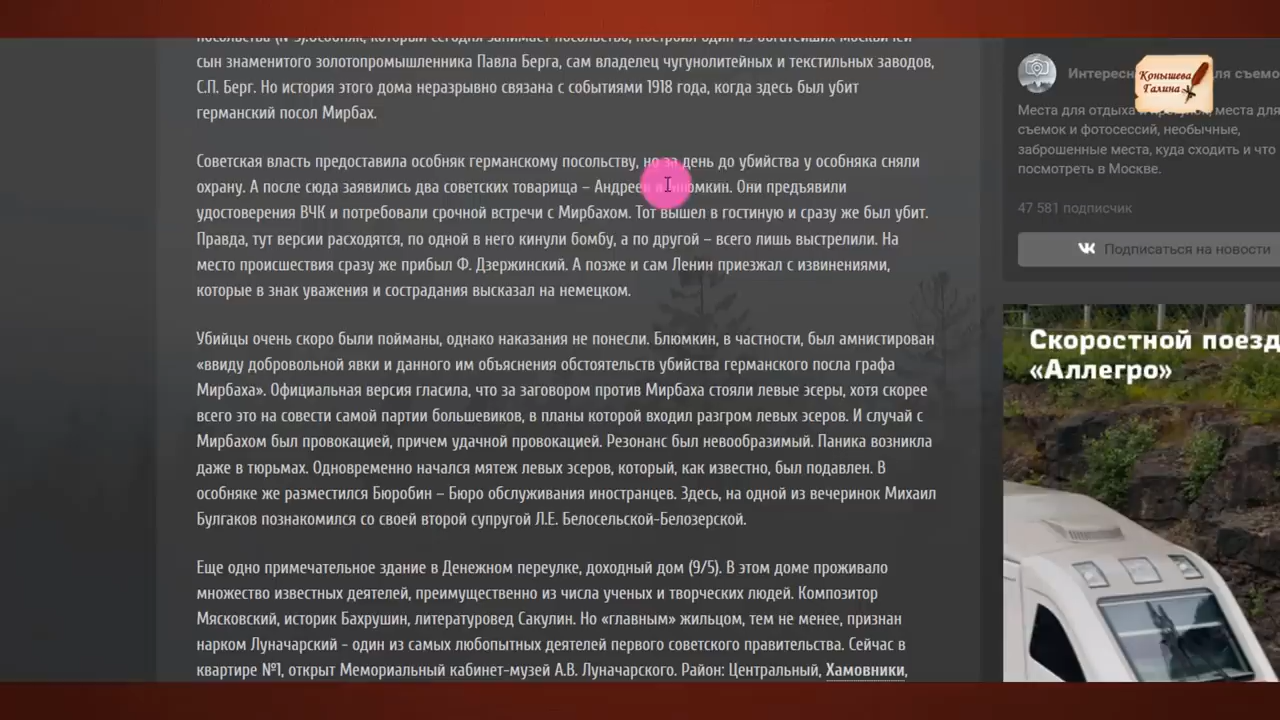 сын знаменитого золотопромышленника Павла Берга, сам владелец чугунолитейных и текстильных заводов,
С.П. Берг. Но история этого дома неразрывно связана с событиями 1918 года, когда здесь был убит
германский посол Мирбах.
Советская власть предоставила особняк германскому посольству, но за день до убийства у особняка сняли
охрану. А после сюда заявились два советских товарища – Андреев и Блюмкин. Они предъявили
удостоверения ВЧК и потребовали срочной встречи с Мирбахом. Тот вышел в гостиную и сразу же был убит.
Правда, тут версии расходятся, по одной в него кинули бомбу, а по другой – всего лишь выстрелили. На
место происшествия сразу же прибыл Ф. Дзержинский. А позже и сам Ленин приезжал с извинениями,
которые в знак уважения и сострадания высказал на немецком.
Убийцы очень скоро были пойманы, однако наказания не понесли. Блюмкин, в частности, был амнистирован
«ввиду добровольной явки и данного им объяснения обстоятельств убийства германского посла графа
Мирбаха». Официальная версия гласила, что за заговором против Мирбаха стояли левые эсеры, хотя скорее
всего это на совести самой партии большевиков, в планы которой входил разгром левых эсеров. И случай с
Мирбахом был провокацией, причем удачной провокацией. Резонанс был невообразимый. Паника возникла
даже в тюрьмах. Одновременно начался мятеж левых эсеров, который, как известно, был подавлен. В
особняке же разместился Бюробин – Бюро обслуживания иностранцев. Здесь, на одной из вечеринок Михаил
Булгаков познакомился со своей второй супругой Л.Е. Белосельской-Белозерской.
Еще одно примечательное здание в Денежном переулке, доходный дом (9/5). В этом доме проживало
множество известных деятелей, преимущественно из числа ученых и творческих людей. Композитор
Мясковский, историк Бахрушин, литературовед Сакулин. Но «главным» жильцом, тем не менее, признан
нарком Луначарский - один из самых любопытных деятелей первого советского правительства. Сейчас в
квартире №1, открыт Мемориальный кабинет-музей А.В. Луначарского. Район: Центральный, Хамовники,
Конышева
Галина
ля съемо
Места для отдыха и места для
съемок и фотосессий, необычные,
заброшенные места, куда сходить и что
посмотреть в Москве.
47 581 подписчик
Подписаться на новости
Скоростной поезд
«Аллегро»